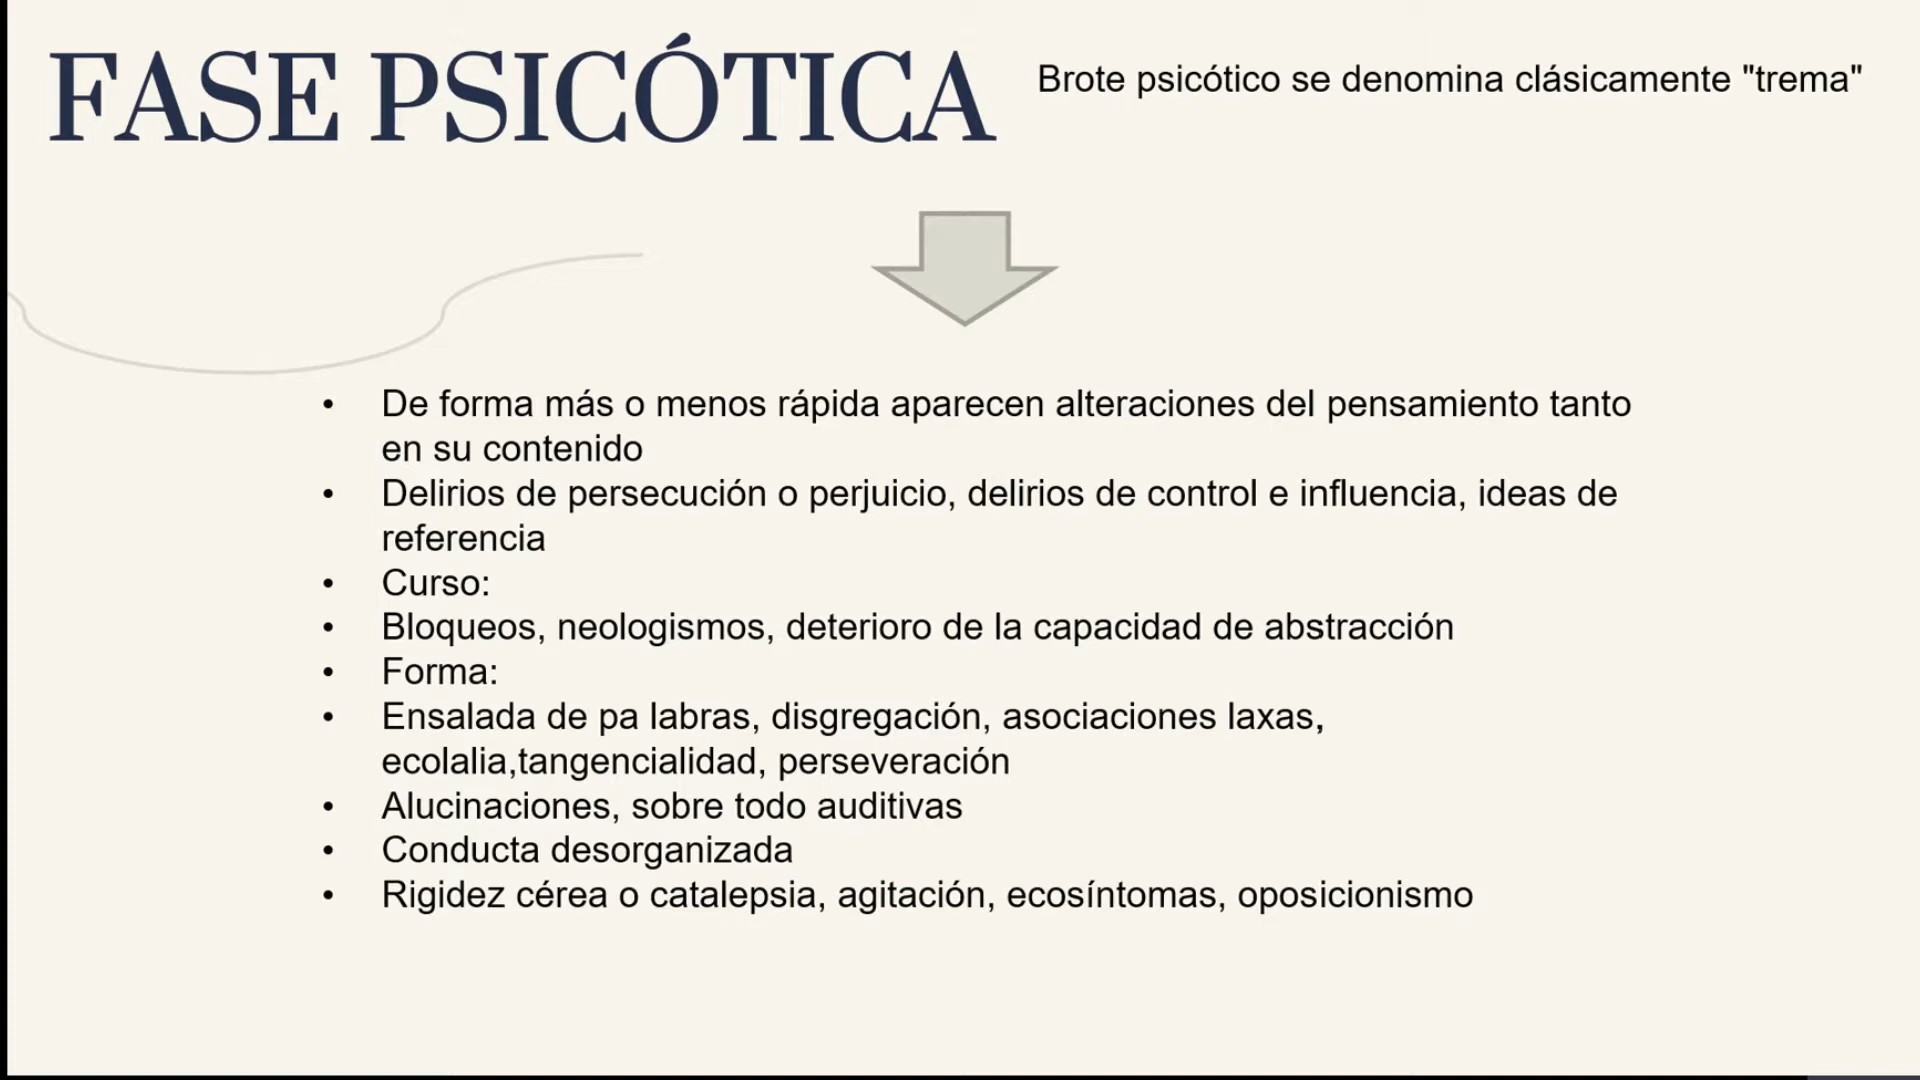 FASE PSICÓTICA
Brote psicótico se denomina clásicamente "trema"
• De forma más o menos rápida aparecen alteraciones del pensamiento tanto
en su contenido
• Delirios de persecución o perjuicio, delirios de control e influencia, ideas de
referencia
• Curso:
• Bloqueos, neologismos, deterioro de la capacidad de abstracción
• Forma:
• Ensalada de pa labras, disgregación, asociaciones laxas,
ecolalia,tangencialidad, perseveración
• Alucinaciones, sobre todo auditivas
• Conducta desorganizada
• Rigidez cérea o catalepsia, agitación, ecosíntomas, oposicionismo